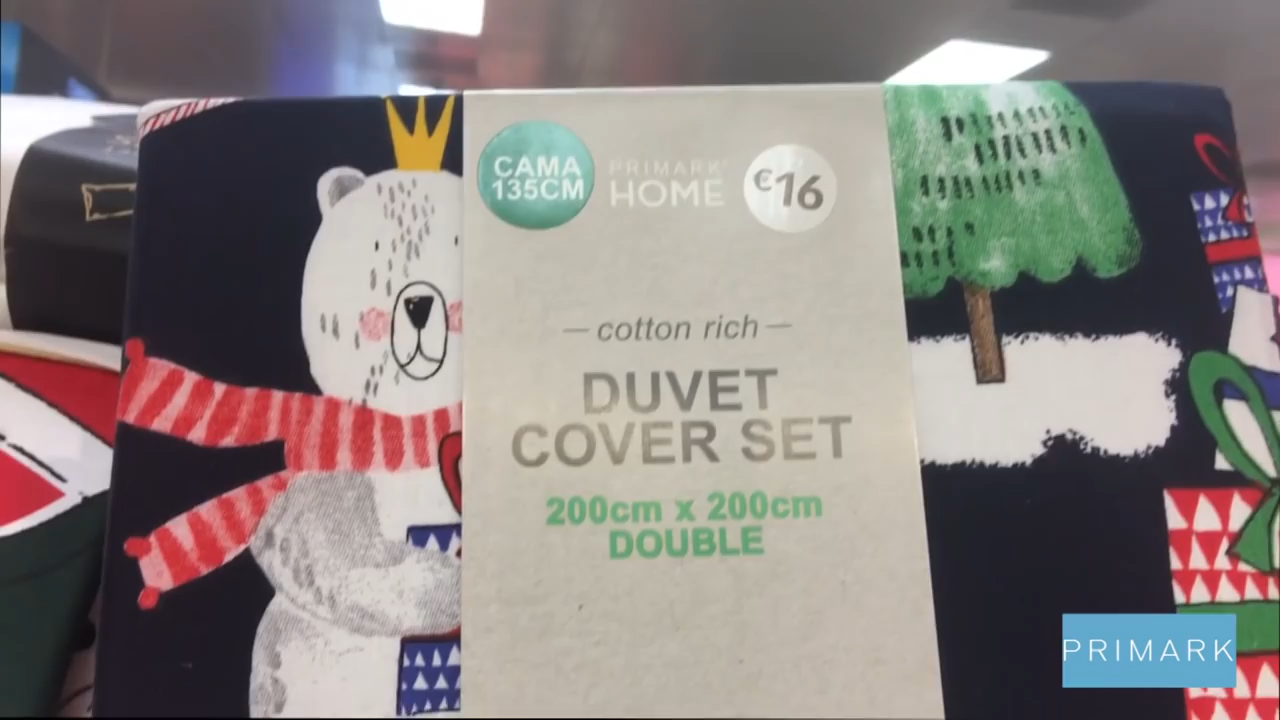 CAMA
135CM
PRIMARK
HOME
€16
cotton rich
DUVET
COVER SET
200cm x 200cm
DOUBLE
PRIMARK